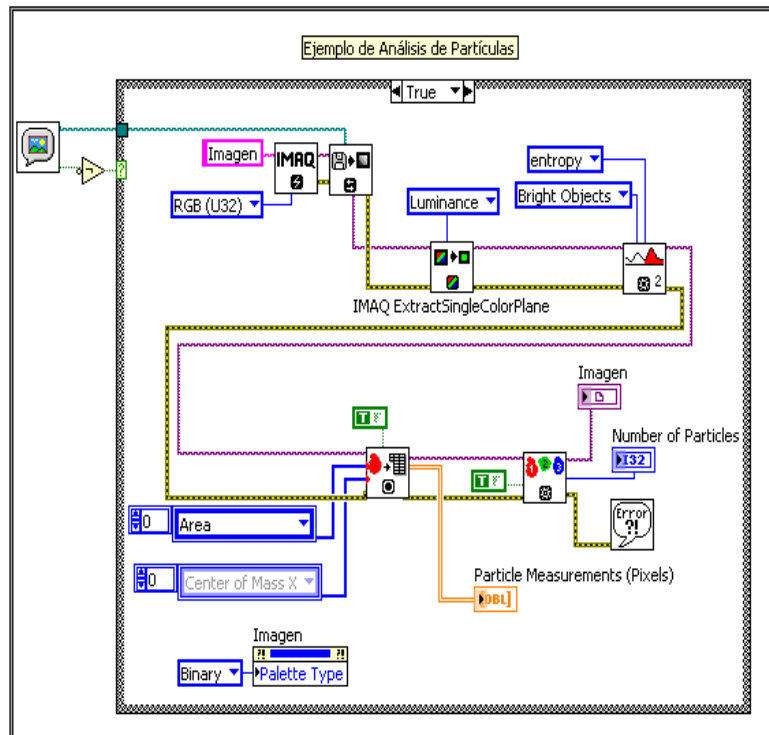 Ejemplo de Análisis de Partículas
True
?
Imagen
IMAQ
RGB (U32)
entropy
Bright Objects
Luminance
2
IMAQ ExtractSingleColorPlane
Imagen
T F
Number of Particles
I32
T F
0
Area
Error
?!
0
Center of Mass X
Particle Measurements (Pixels)
DBL]
Imagen
?! ?!
Binary
Palette Type